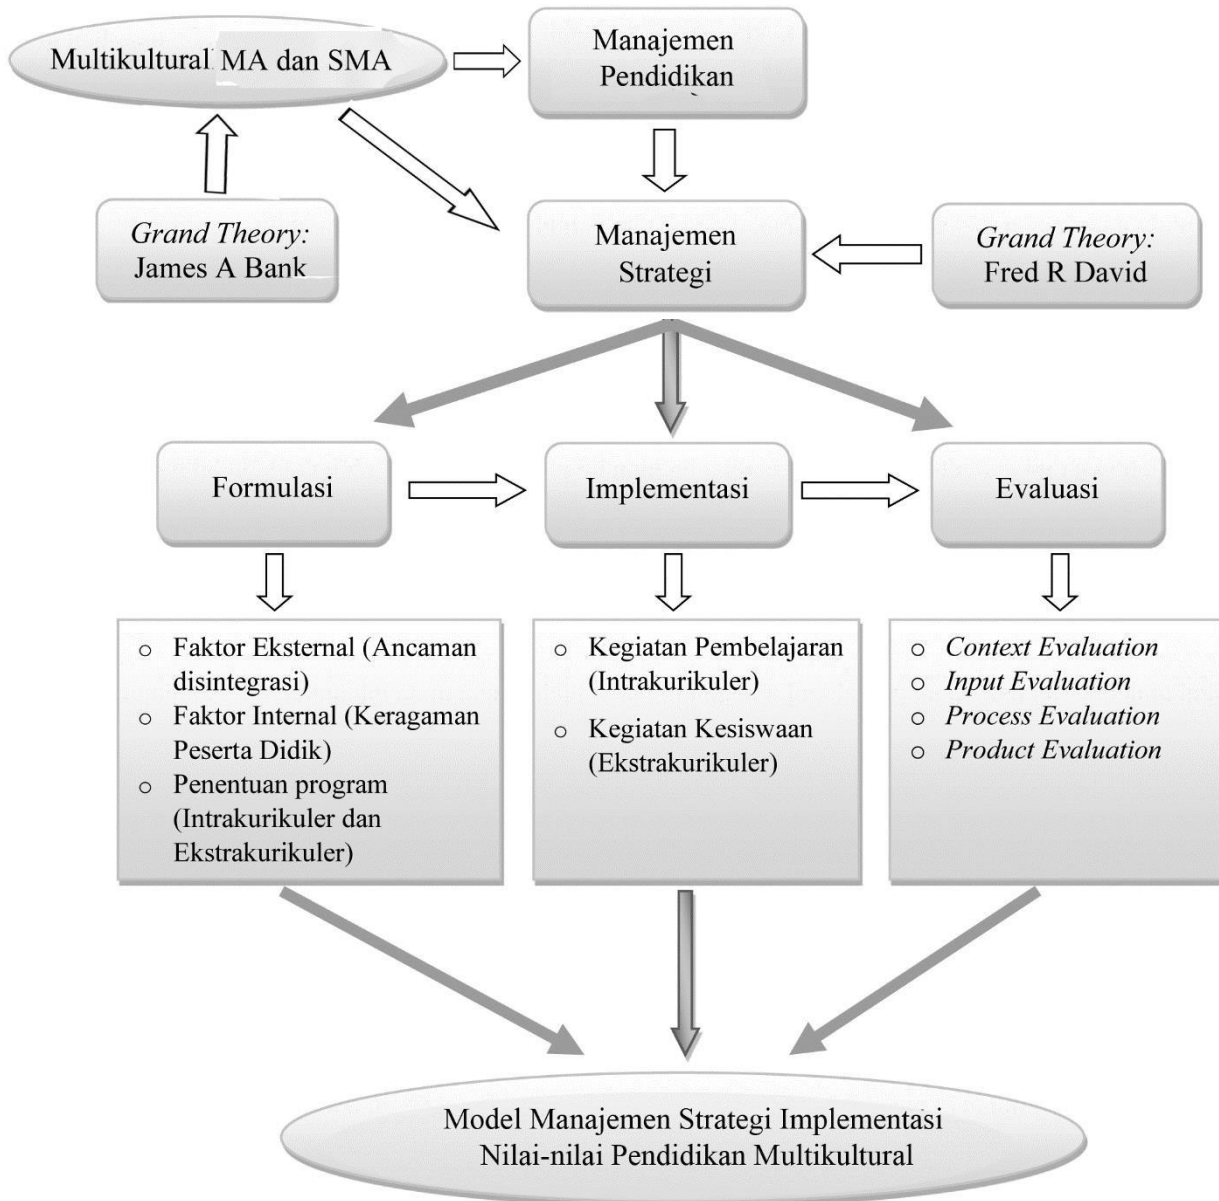 Multikultural MA dan SMA
Manajemen
Pendidikan
Grand Theory:
James A Bank
Manajemen
Strategi
Grand Theory:
Fred R David
Formulasi
Implementasi
Evaluasi
o Faktor Eksternal (Ancaman
disintegrasi)
o Faktor Internal (Keragaman
Peserta Didik)
o Penentuan program
(Intrakurikuler dan
Ekstrakurikuler)
o Kegiatan Pembelajaran
(Intrakurikuler)
o Kegiatan Kesiswaan
(Ekstrakurikuler)
o Context Evaluation
o Input Evaluation
o Process Evaluation
o Product Evaluation
Model Manajemen Strategi Implementasi
Nilai-nilai Pendidikan Multikultural